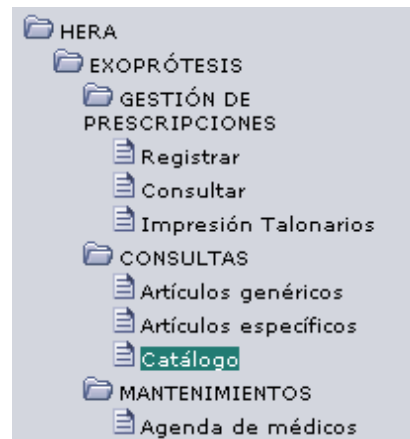 HERA
EXOPRÓTESIS
GESTIÓN DE
PRESCRIPCIONES
Registrar
Consultar
Impresión Talonarios
CONSULTAS
Artículos genéricos
Artículos específicos
Catálogo
MANTENIMIENTOS
Agenda de médicos